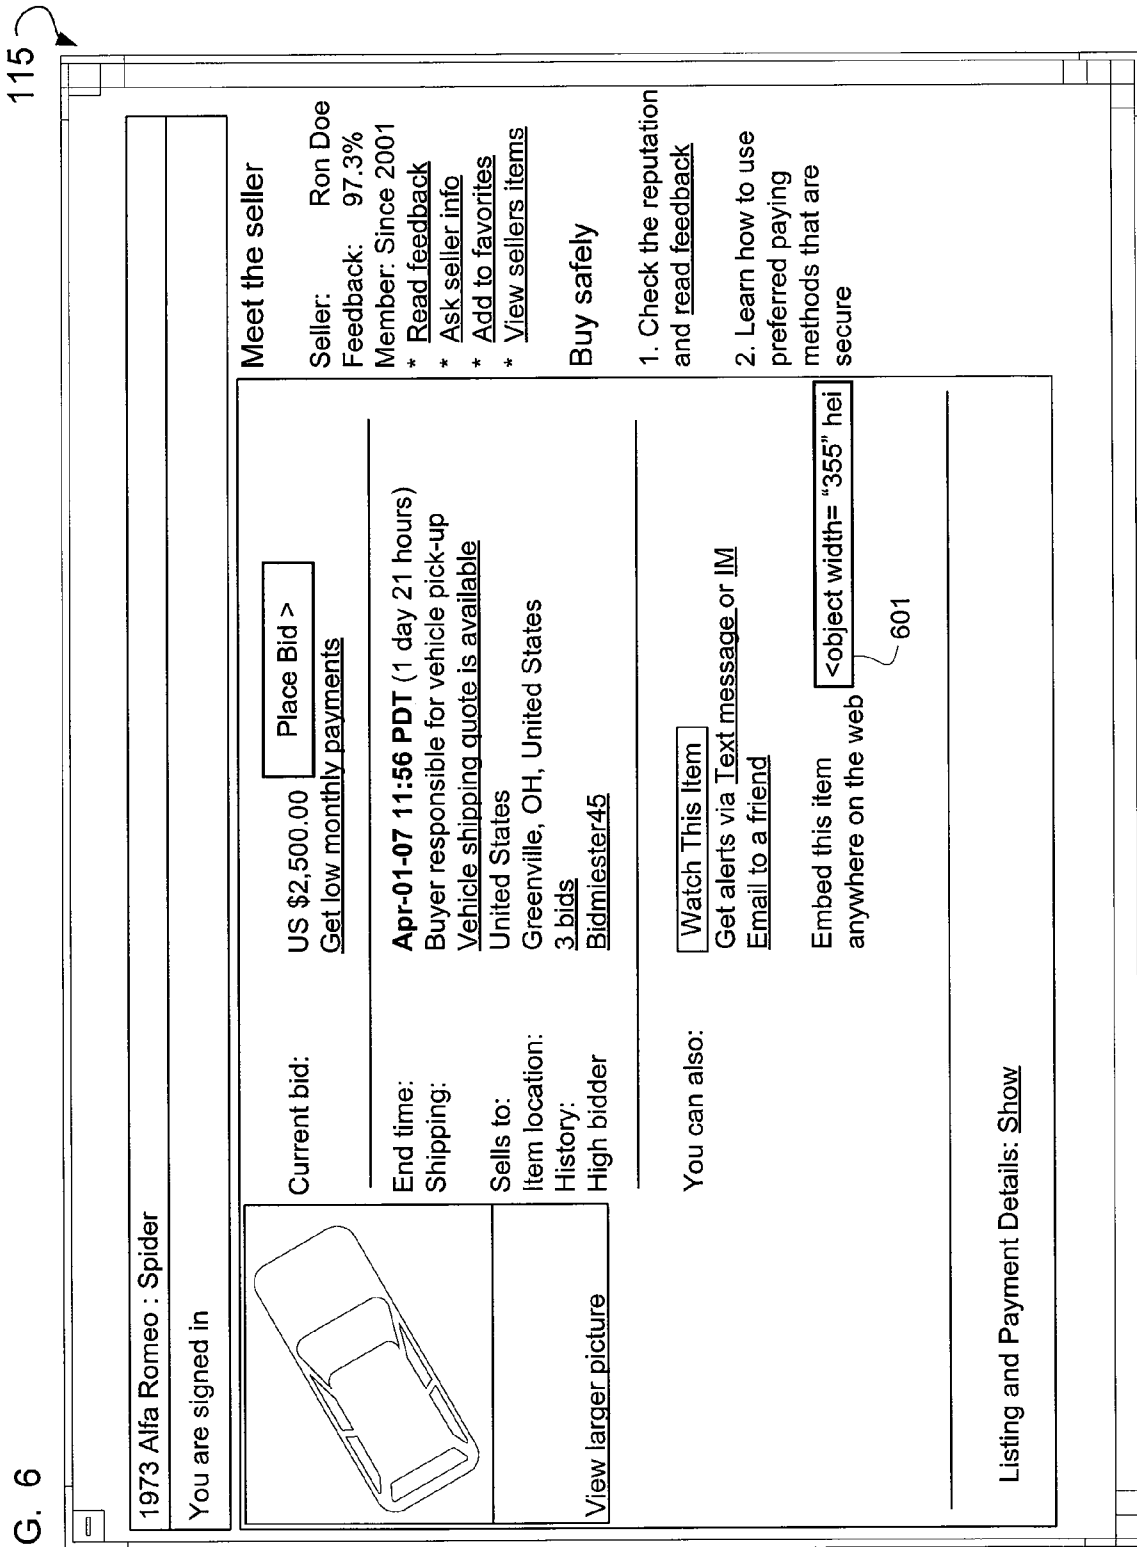 G. 6
115
1973 Alfa Romeo : Spider
You are signed in
View larger picture
Current bid:
US $2,500.00
Place Bid >
Get low monthly payments
End time:
Apr-01-07 11:56 PDT (1 day 21 hours)
Shipping:
Buyer responsible for vehicle pick-up
Vehicle shipping quote is available
Sells to:
United States
Item location:
Greenville, OH, United States
History:
3 bids
High bidder
Bidmiester45
You can also:
Watch This Item
Get alerts via Text message or IM
Email to a friend
Embed this item
anywhere on the web
<object width= “355” hei
601
Listing and Payment Details: Show
Meet the seller
Seller: Ron Doe
Feedback: 97.3%
Member: Since 2001
* Read feedback
* Ask seller info
* Add to favorites
* View sellers items
Buy safely
1. Check the reputation
and read feedback
2. Learn how to use
preferred paying
methods that are
secure